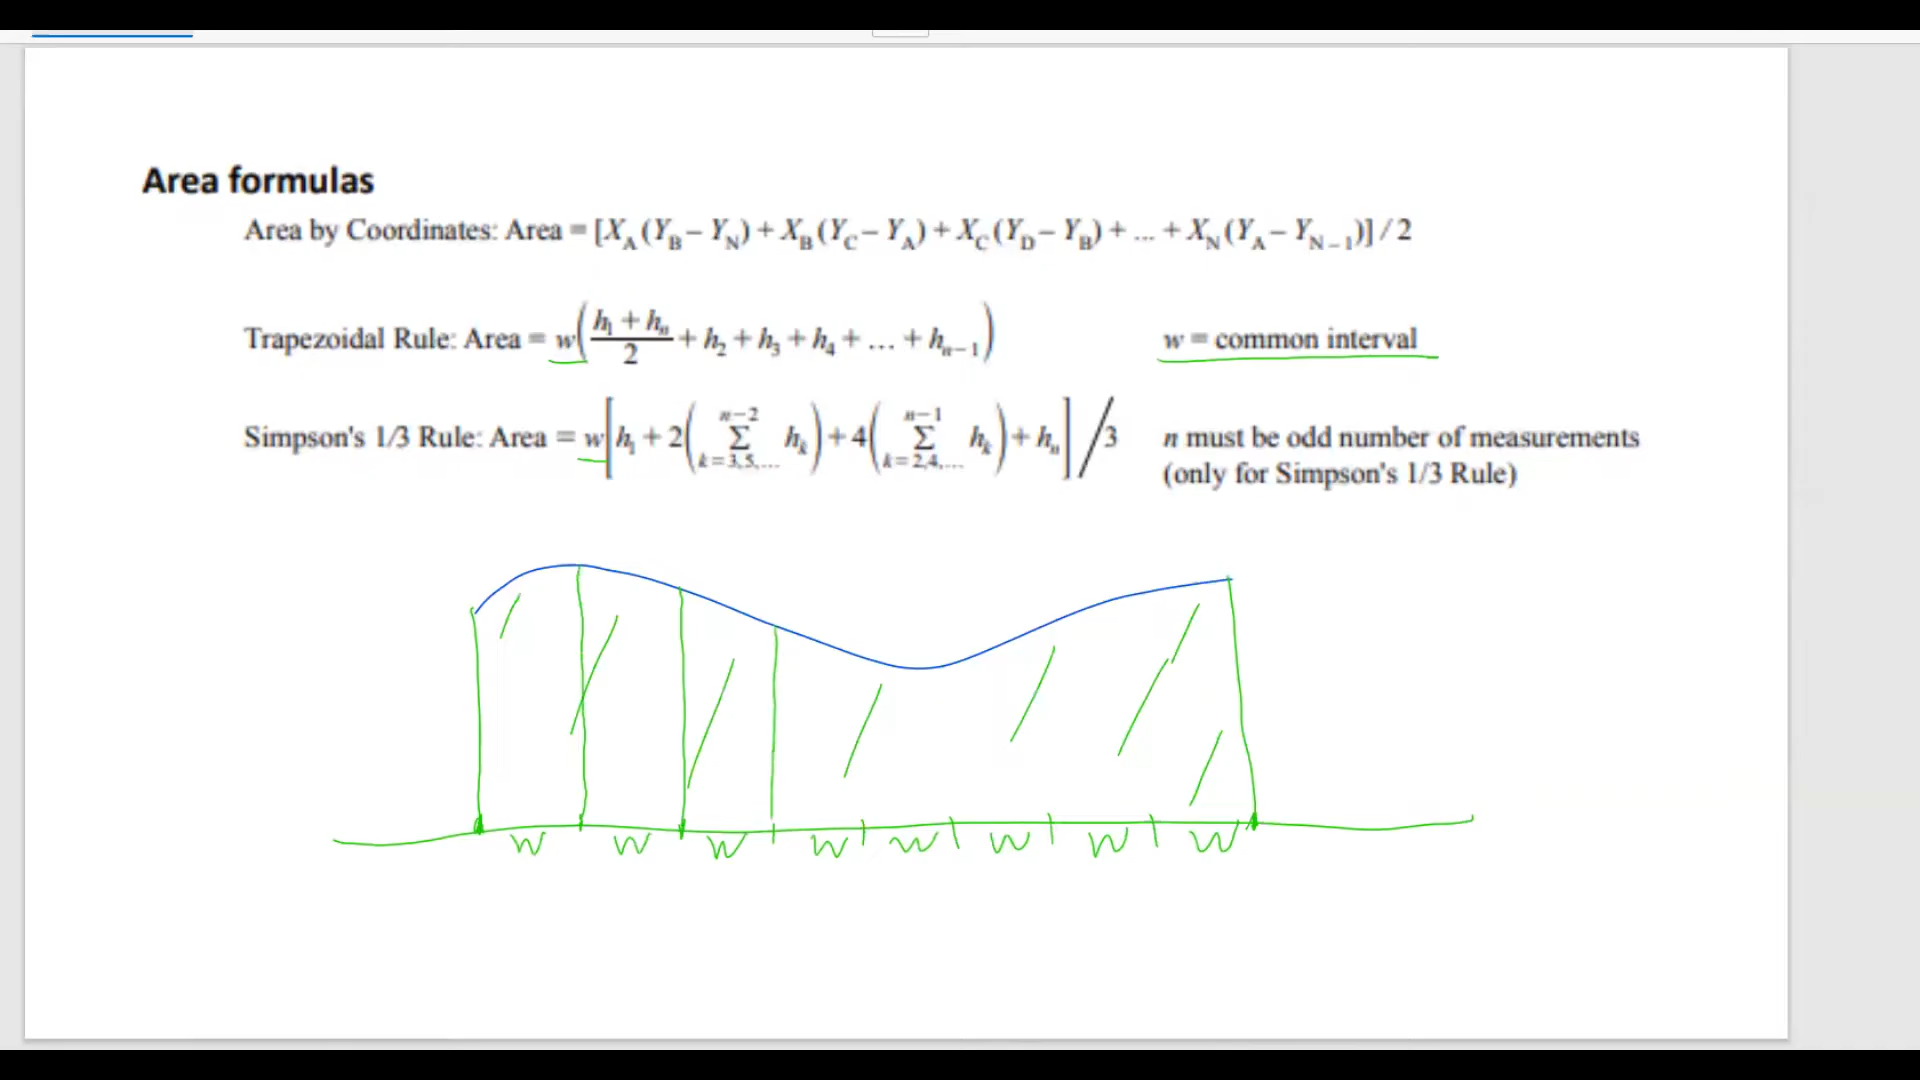 Area formulas
Area by Coordinates: Area = [X_A (Y_B – Y_N) + X_B (Y_C – Y_A) + X_C (Y_D – Y_B) + ... + X_N (Y_A – Y_N–1)] / 2
Trapezoidal Rule: Area = w( (h_1 + h_n)/2 + h_2 + h_3 + h_4 + … + h_n–1 ) w = common interval
Simpson's 1/3 Rule: Area = w[ h_1 + 2( Σ_{k=3,5,…}^{n–2} h_k ) + 4( Σ_{k=2,4,…}^{n–1} h_k ) + h_n ] / 3 n must be odd number of measurements
(only for Simpson's 1/3 Rule)
w w w w w w w w